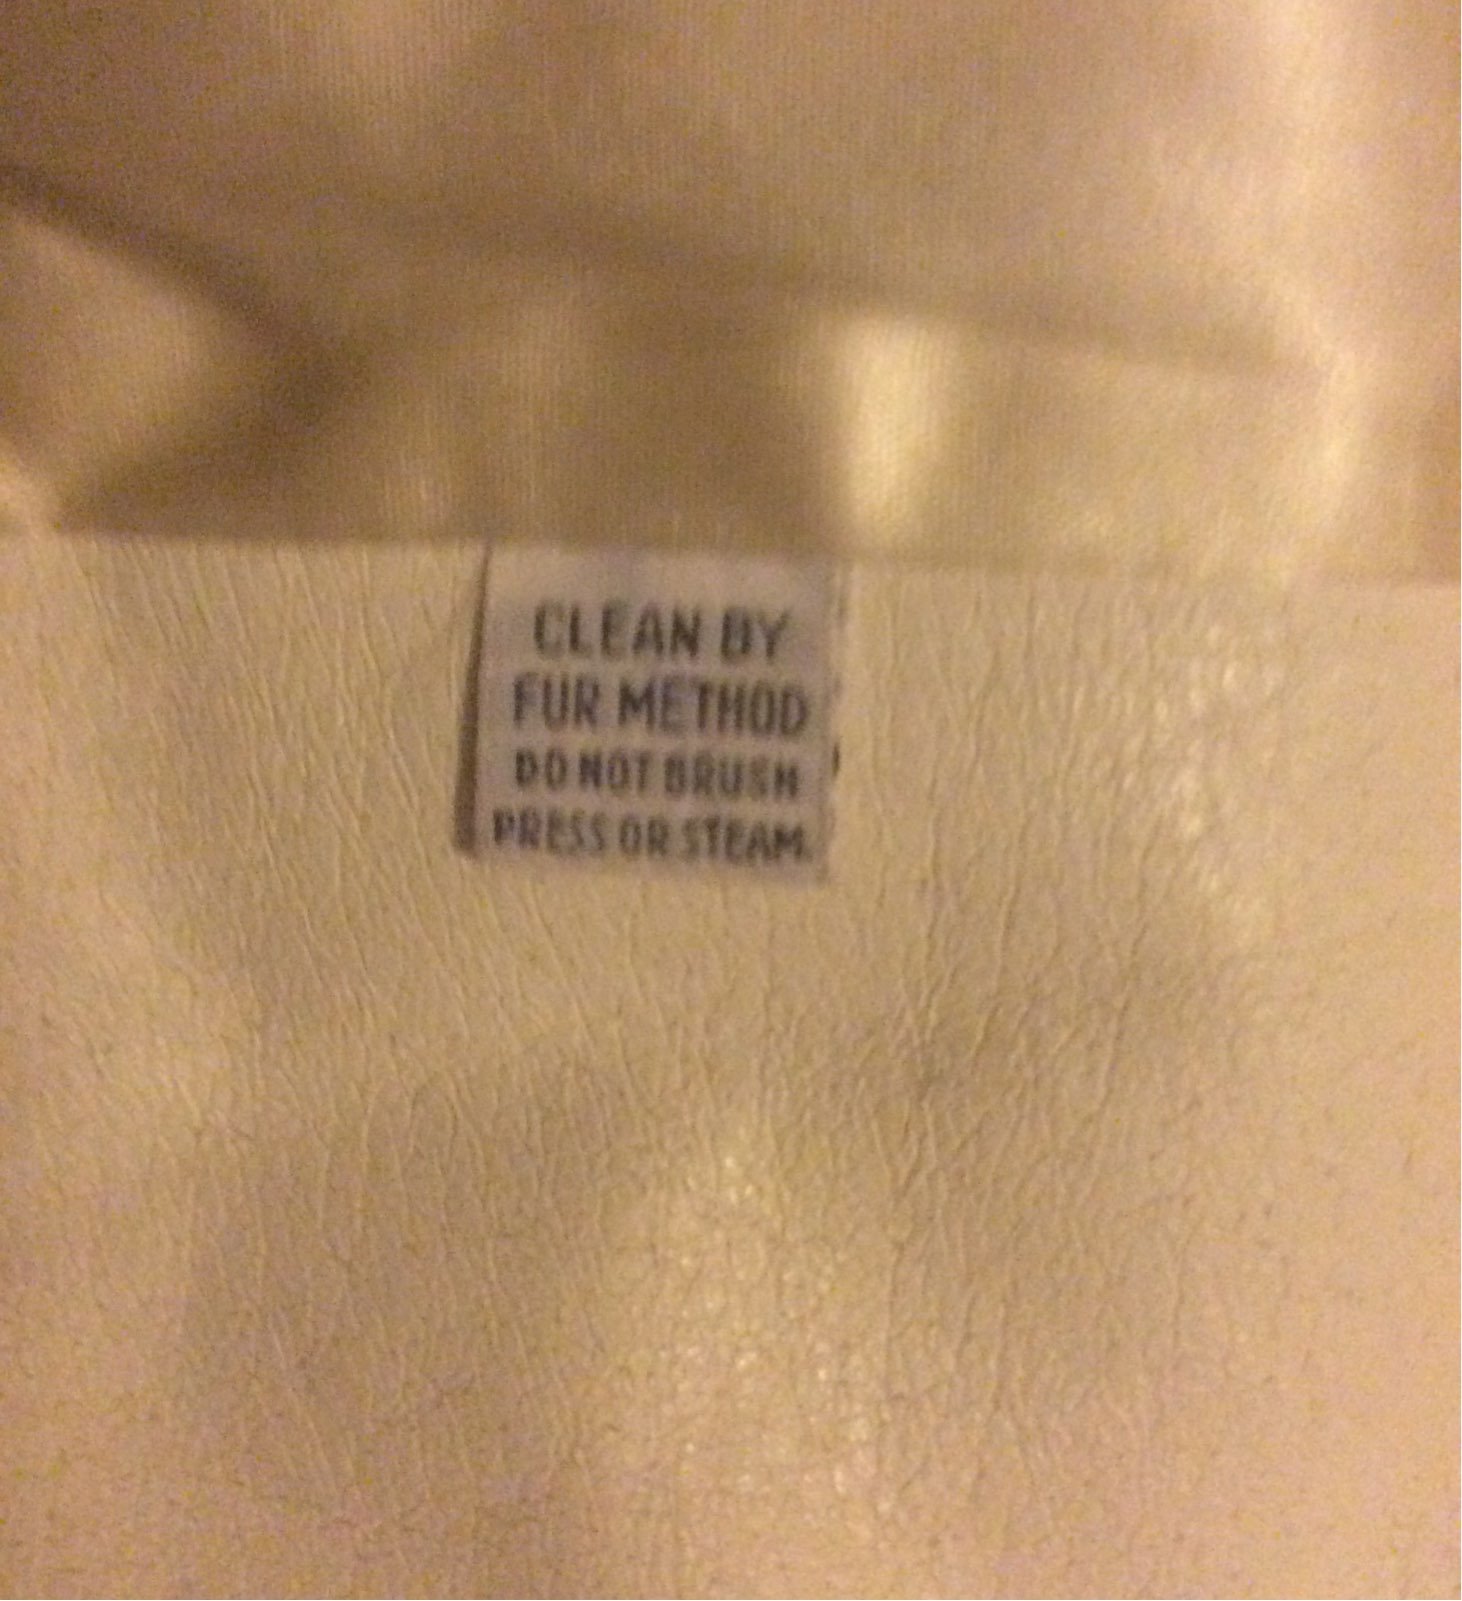 CLEAN BY
FUR METHOD
DO NOT BRUSH
PRESS OR STEAM.